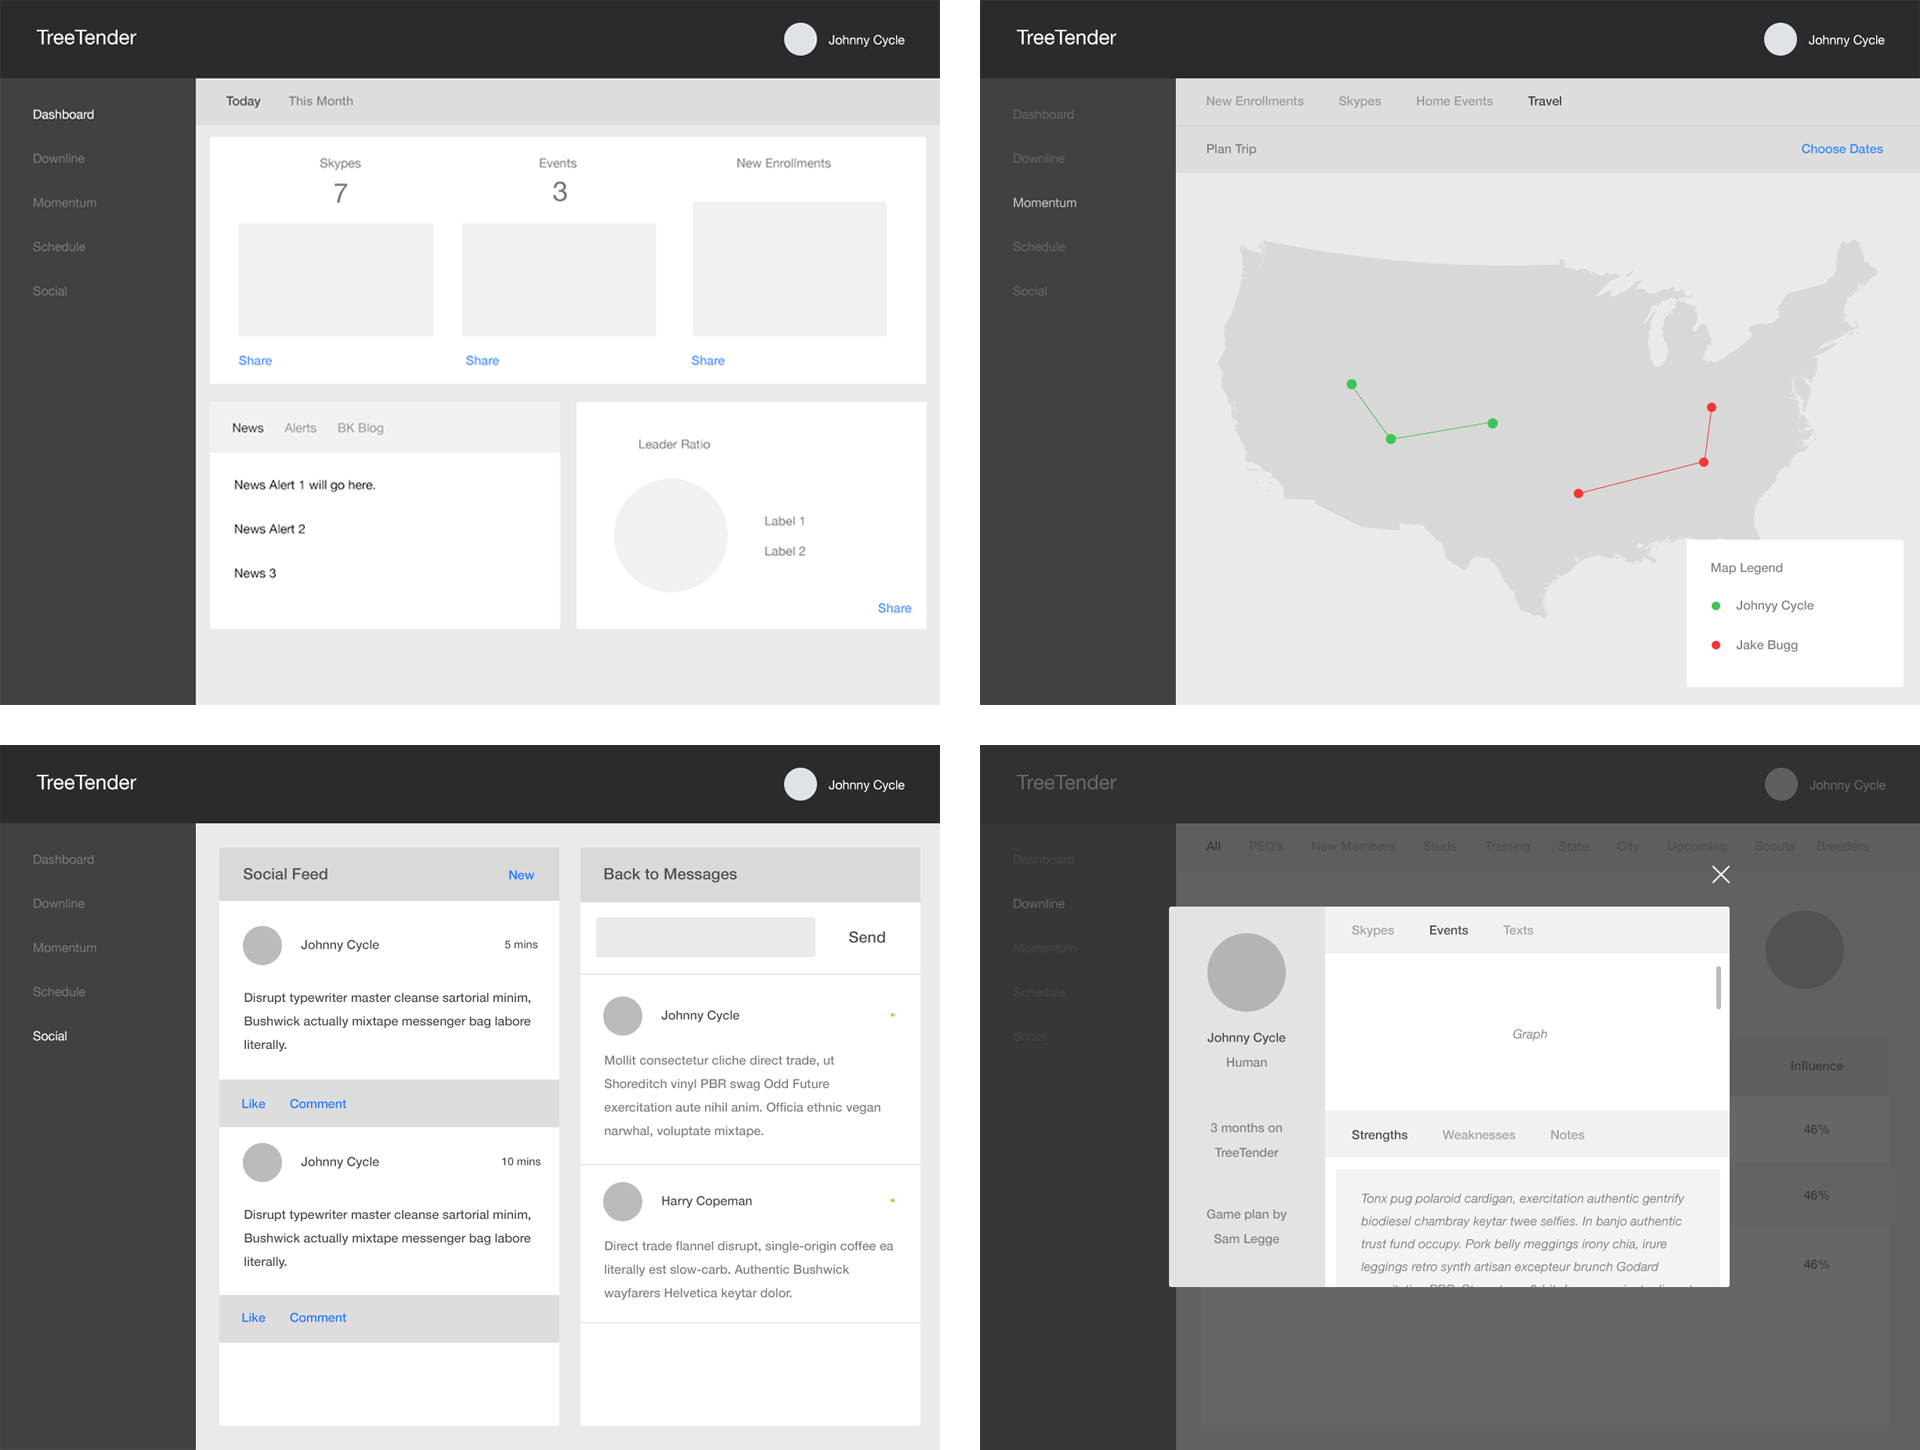 TreeTender
Johnny Cycle
Dashboard
Downline
Momentum
Schedule
Social
Today This Month
Skypes Events New Enrollments
7 3
Share Share Share
News Alerts BK Blog
News Alert 1 will go here.
News Alert 2
News 3
Leader Ratio
Label 1
Label 2
Share
TreeTender
Johnny Cycle
Dashboard
Downline
Momentum
Schedule
Social
New Enrollments Skypes Home Events Travel
Plan Trip Choose Dates
Map Legend
Johnyy Cycle
Jake Bugg
TreeTender
Johnny Cycle
Dashboard
Downline
Momentum
Schedule
Social
Social Feed New
Johnny Cycle 5 mins
Disrupt typewriter master cleanse sartorial minim,
Bushwick actually mixtape messenger bag labore
literally.
Like Comment
Johnny Cycle 10 mins
Disrupt typewriter master cleanse sartorial minim,
Bushwick actually mixtape messenger bag labore
literally.
Like Comment
Back to Messages
Send
Johnny Cycle
Mollit consectetur cliche direct trade, ut
Shoreditch vinyl PBR swag Odd Future
exercitation aute nihil anim. Officia ethnic vegan
narwhal, voluptate mixtape.
Harry Copeman
Direct trade flannel disrupt, single-origin coffee ea
literally est slow-carb. Authentic Bushwick
wayfarers Helvetica keytar dolor.
TreeTender
Johnny Cycle
Dashboard
Downline
Momentum
Schedule
Social
All PEQ's New Members Studs Training State City Upcoming Scouts Breeders
Johnny Cycle
Human
3 months on
TreeTender
Game plan by
Sam Legge
Skypes Events Texts
Graph
Strengths Weaknesses Notes
Tonx pug polaroid cardigan, exercitation authentic gentrify
biodiesel chambray keytar twee selfies. In banjo authentic
trust fund occupy. Pork belly meggings irony chia, irure
leggings retro synth artisan excepteur brunch Godard
Influence
46%
46%
46%